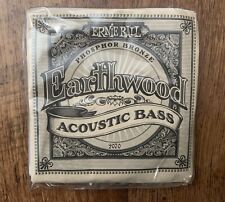 ERNIE BALL
PHOSPHOR BRONZE
Earthwood
ACOUSTIC BASS
2070